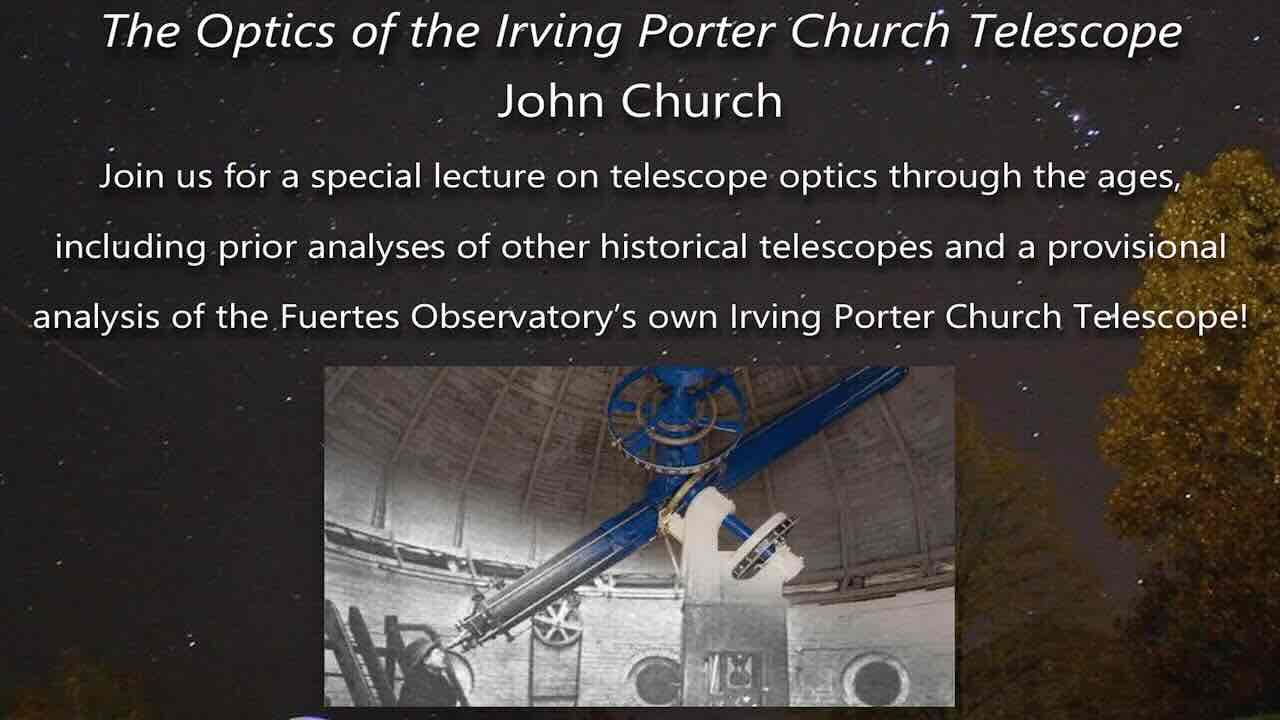 The Optics of the Irving Porter Church Telescope
John Church
Join us for a special lecture on telescope optics through the ages,
including prior analyses of other historical telescopes and a provisional
analysis of the Fuertes Observatory’s own Irving Porter Church Telescope!